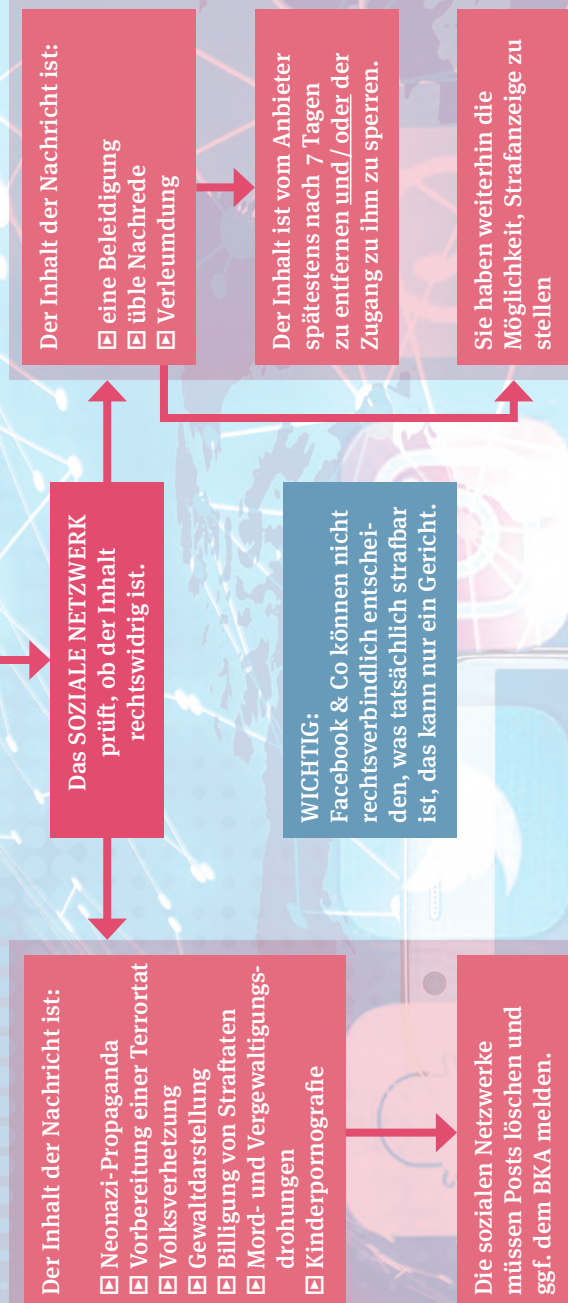 Das SOZIALE NETZWERK
prüft, ob der Inhalt
rechtswidrig ist.
Der Inhalt der Nachricht ist:
▶ Neonazi-Propaganda
▶ Vorbereitung einer Terrortat
▶ Volksverhetzung
▶ Gewaltdarstellung
▶ Billigung von Straftaten
▶ Mord- und Vergewaltigungs-
drohungen
▶ Kinderpornografie
Die sozialen Netzwerke
müssen Posts löschen und
ggf. dem BKA melden.
WICHTIG:
Facebook & Co können nicht
rechtsverbindlich entschei-
den, was tatsächlich strafbar
ist, das kann nur ein Gericht.
Der Inhalt der Nachricht ist:
▶ eine Beleidigung
▶ üble Nachrede
▶ Verleumdung
Der Inhalt ist vom Anbieter
spätestens nach 7 Tagen
zu entfernen und / oder der
Zugang zu ihm zu sperren.
Sie haben weiterhin die
Möglichkeit, Strafanzeige zu
stellen